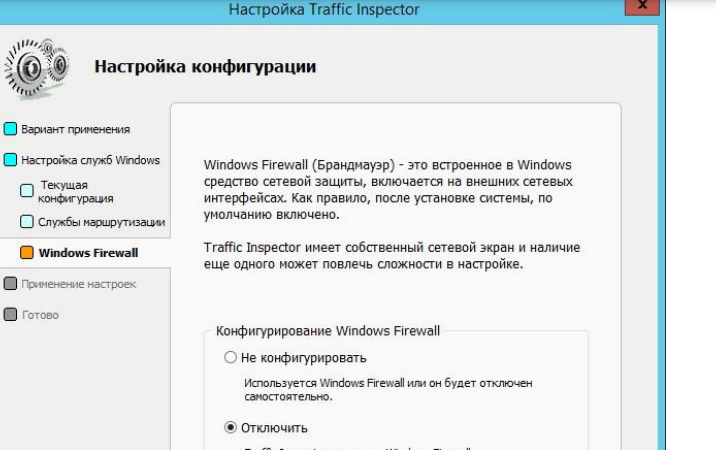 Настройка Traffic Inspector
x
Настройка конфигурации
Вариант применения
Настройка служб Windows
Текущая
конфигурация
Службы маршрутизации
Windows Firewall
Применение настроек
Готово
Windows Firewall (Брандмауэр) - это встроенное в Windows
средство сетевой защиты, включается на внешних сетевых
интерфейсах. Как правило, после установке системы, по
умолчанию включено.
Traffic Inspector имеет собственный сетевой экран и наличие
еще одного может повлечь сложности в настройке.
Конфигурирование Windows Firewall
Не конфигурировать
Используется Windows Firewall или он будет отключен
самостоятельно.
Отключить